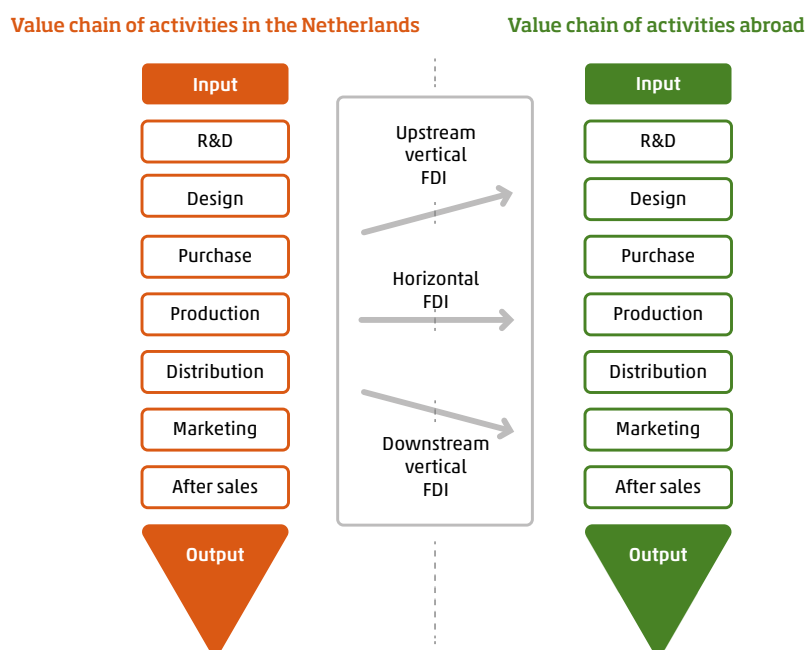 Value chain of activities in the Netherlands
Value chain of activities abroad
Input
R&D
Design
Purchase
Production
Distribution
Marketing
After sales
Output
Upstream
vertical
FDI
Horizontal
FDI
Downstream
vertical
FDI
Input
R&D
Design
Purchase
Production
Distribution
Marketing
After sales
Output